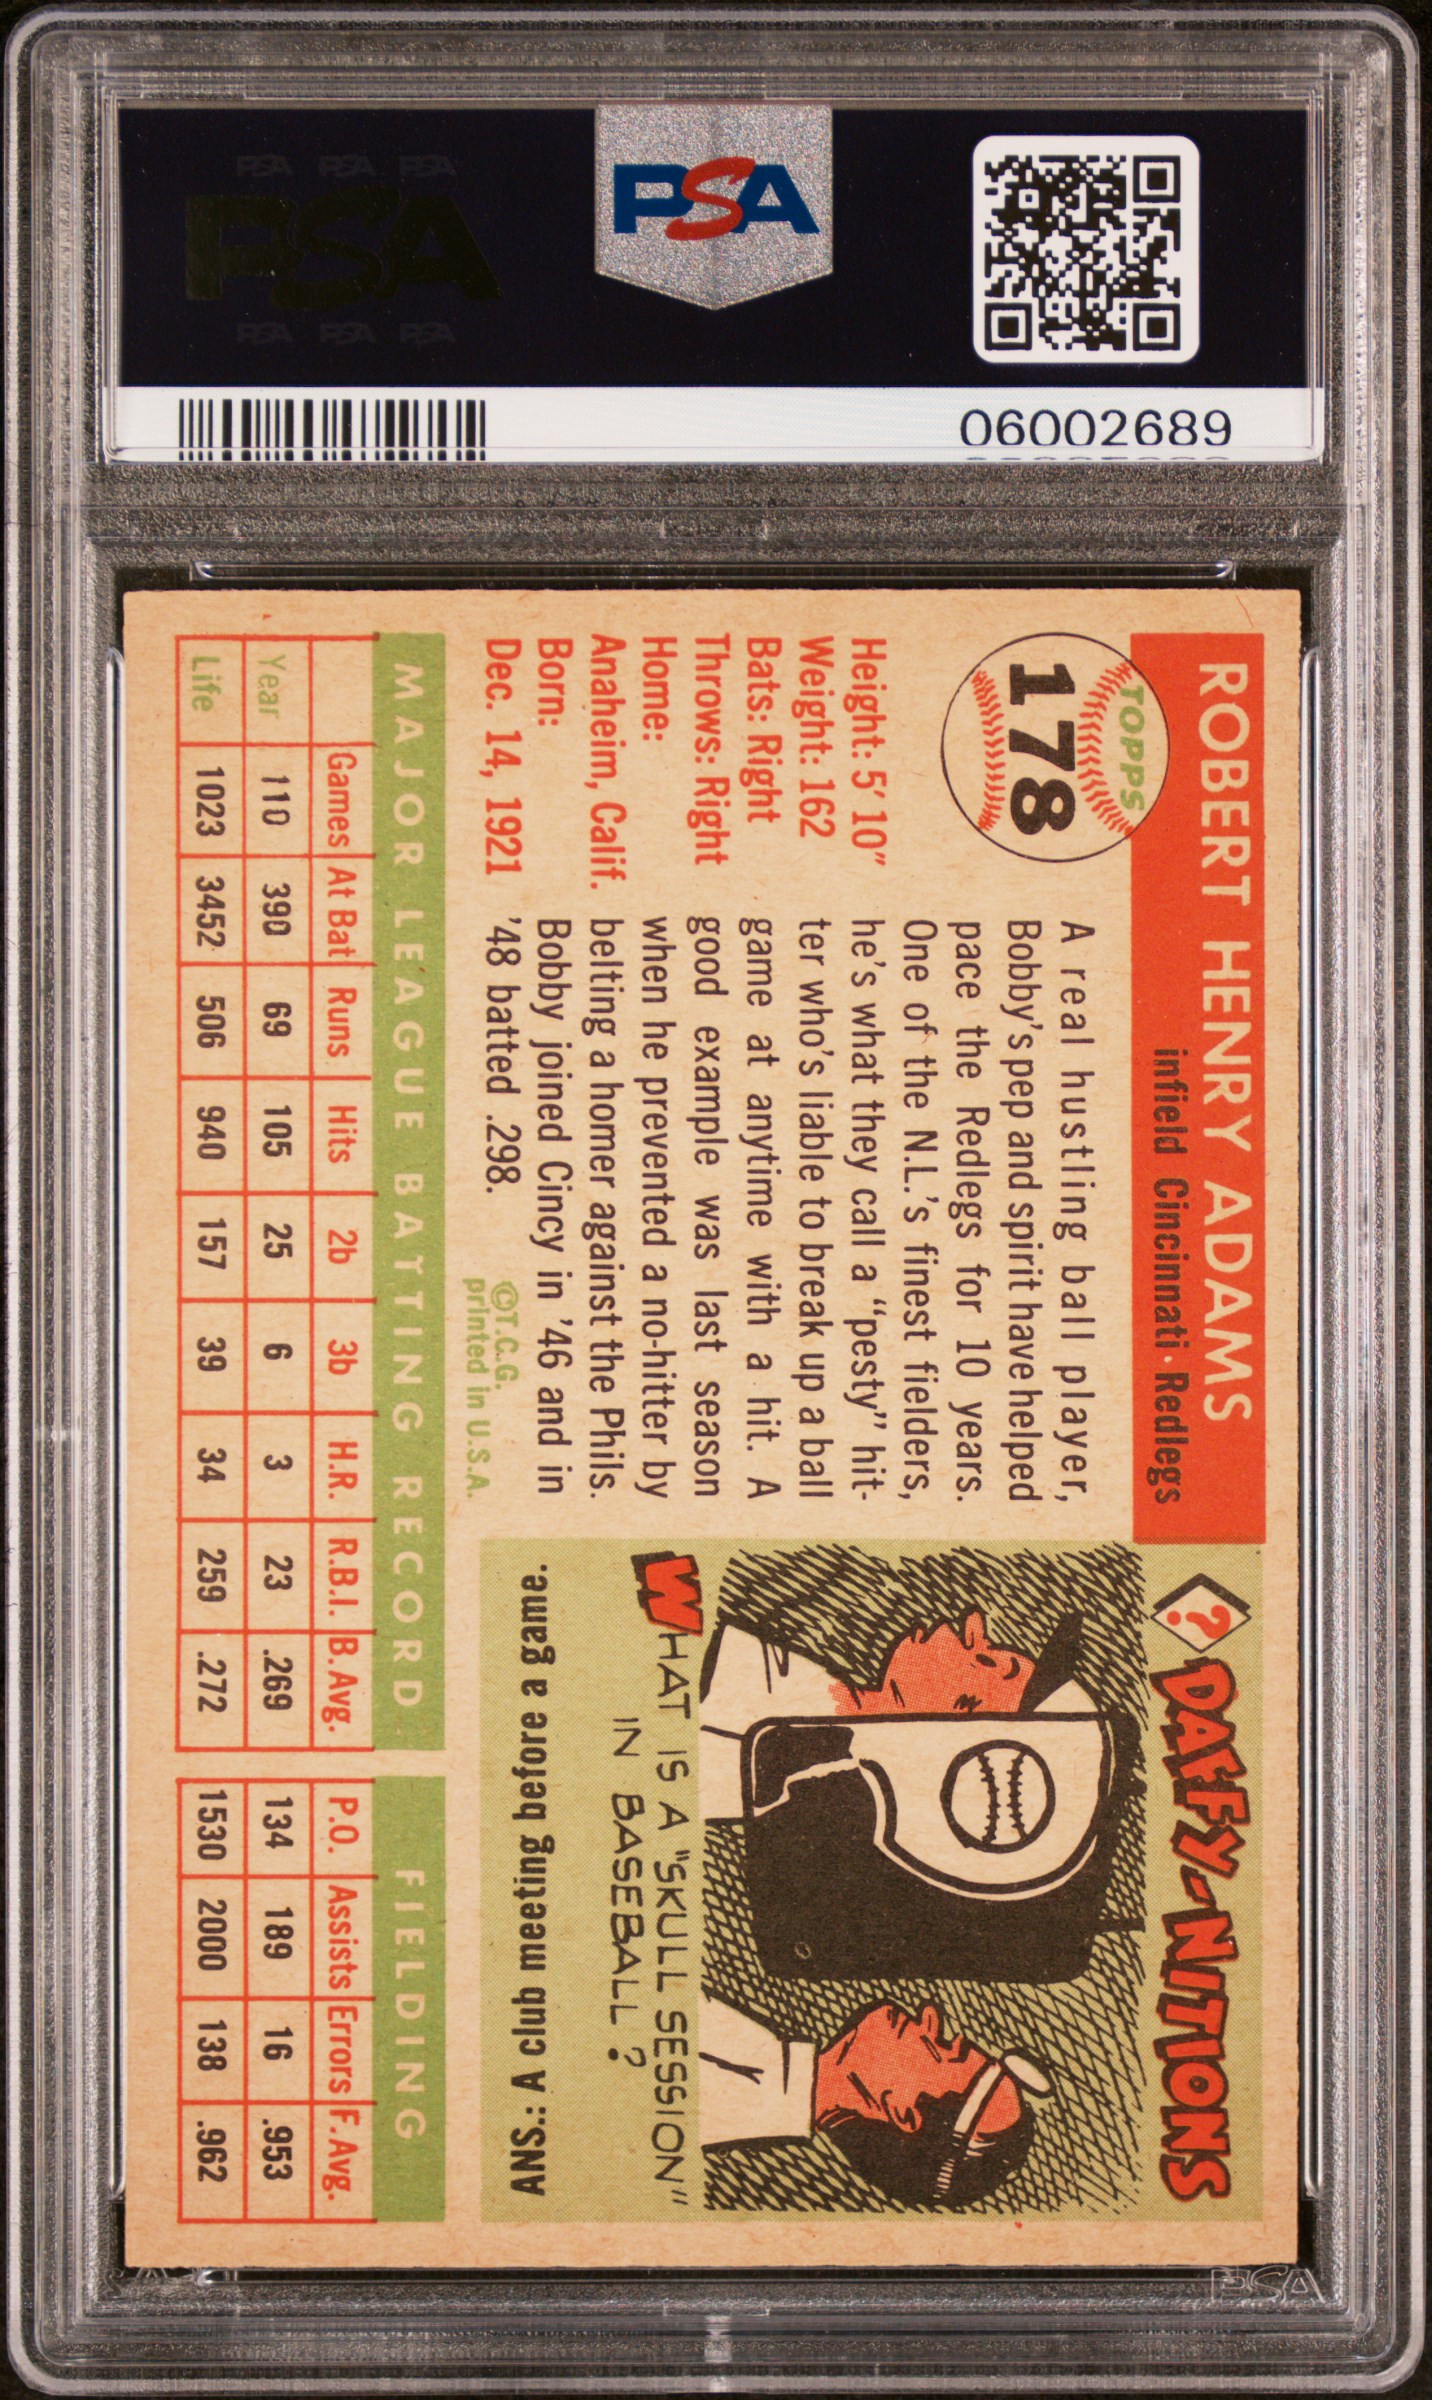 PSA PSA PSA
PSA
PSA PSA PSA
PSA
06002689
ROBERT HENRY ADAMS
infield Cincinnati · Redlegs
TOPPS
178
Height: 5' 10"
Weight: 162
Bats: Right
Throws: Right
Home:
Anaheim, Calif.
Born:
Dec. 14, 1921
A real hustling ball player,
Bobby's pep and spirit have helped
pace the Redlegs for 10 years.
One of the N.L.'s finest fielders,
he's what they call a "pesty" hit-
ter who's liable to break up a ball
game at anytime with a hit. A
good example was last season
when he prevented a no-hitter by
belting a homer against the Phils.
Bobby joined Cincy in '46 and in
'48 batted .298.
©T.C.G.
printed in U.S.A.
? DAFFY-NITIONS
WHAT IS A "SKULL SESSION"
IN BASEBALL?
ANS.: A club meeting before a game.
MAJOR LEAGUE BATTING RECORD FIELDING
Games At Bat Runs Hits 2b 3b H.R. R.B.I. B. Avg. P.O. Assists Errors F. Avg.
Year 110 390 69 105 25 6 3 23 .269 134 189 16 .953
Life 1023 3452 506 940 157 39 34 259 .272 1530 2000 138 .962
PSA